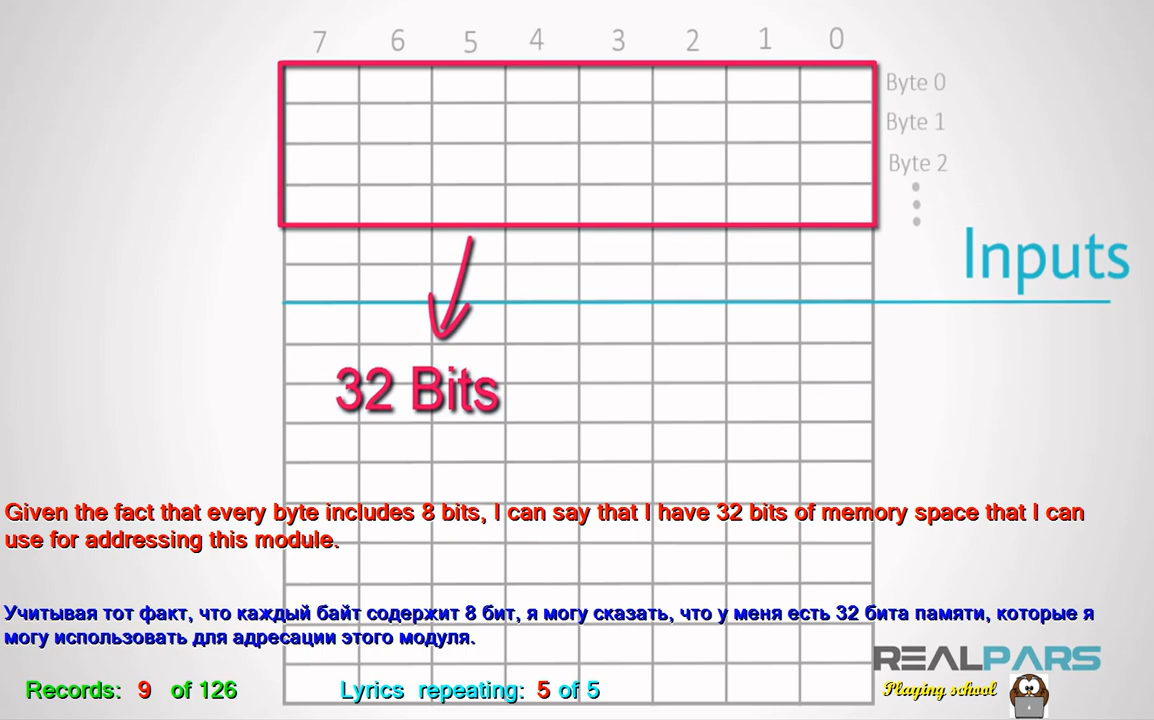 7 6 5 4 3 2 1 0
Byte 0
Byte 1
Byte 2
Inputs
32 Bits
Given the fact that every byte includes 8 bits, I can say that I have 32 bits of memory space that I can
use for addressing this module.
Учитывая тот факт, что каждый байт содержит 8 бит, я могу сказать, что у меня есть 32 бита памяти, которые я
могу использовать для адресации этого модуля.
REALPARS
Records: 9 of 126 Lyrics repeating: 5 of 5
Playing school